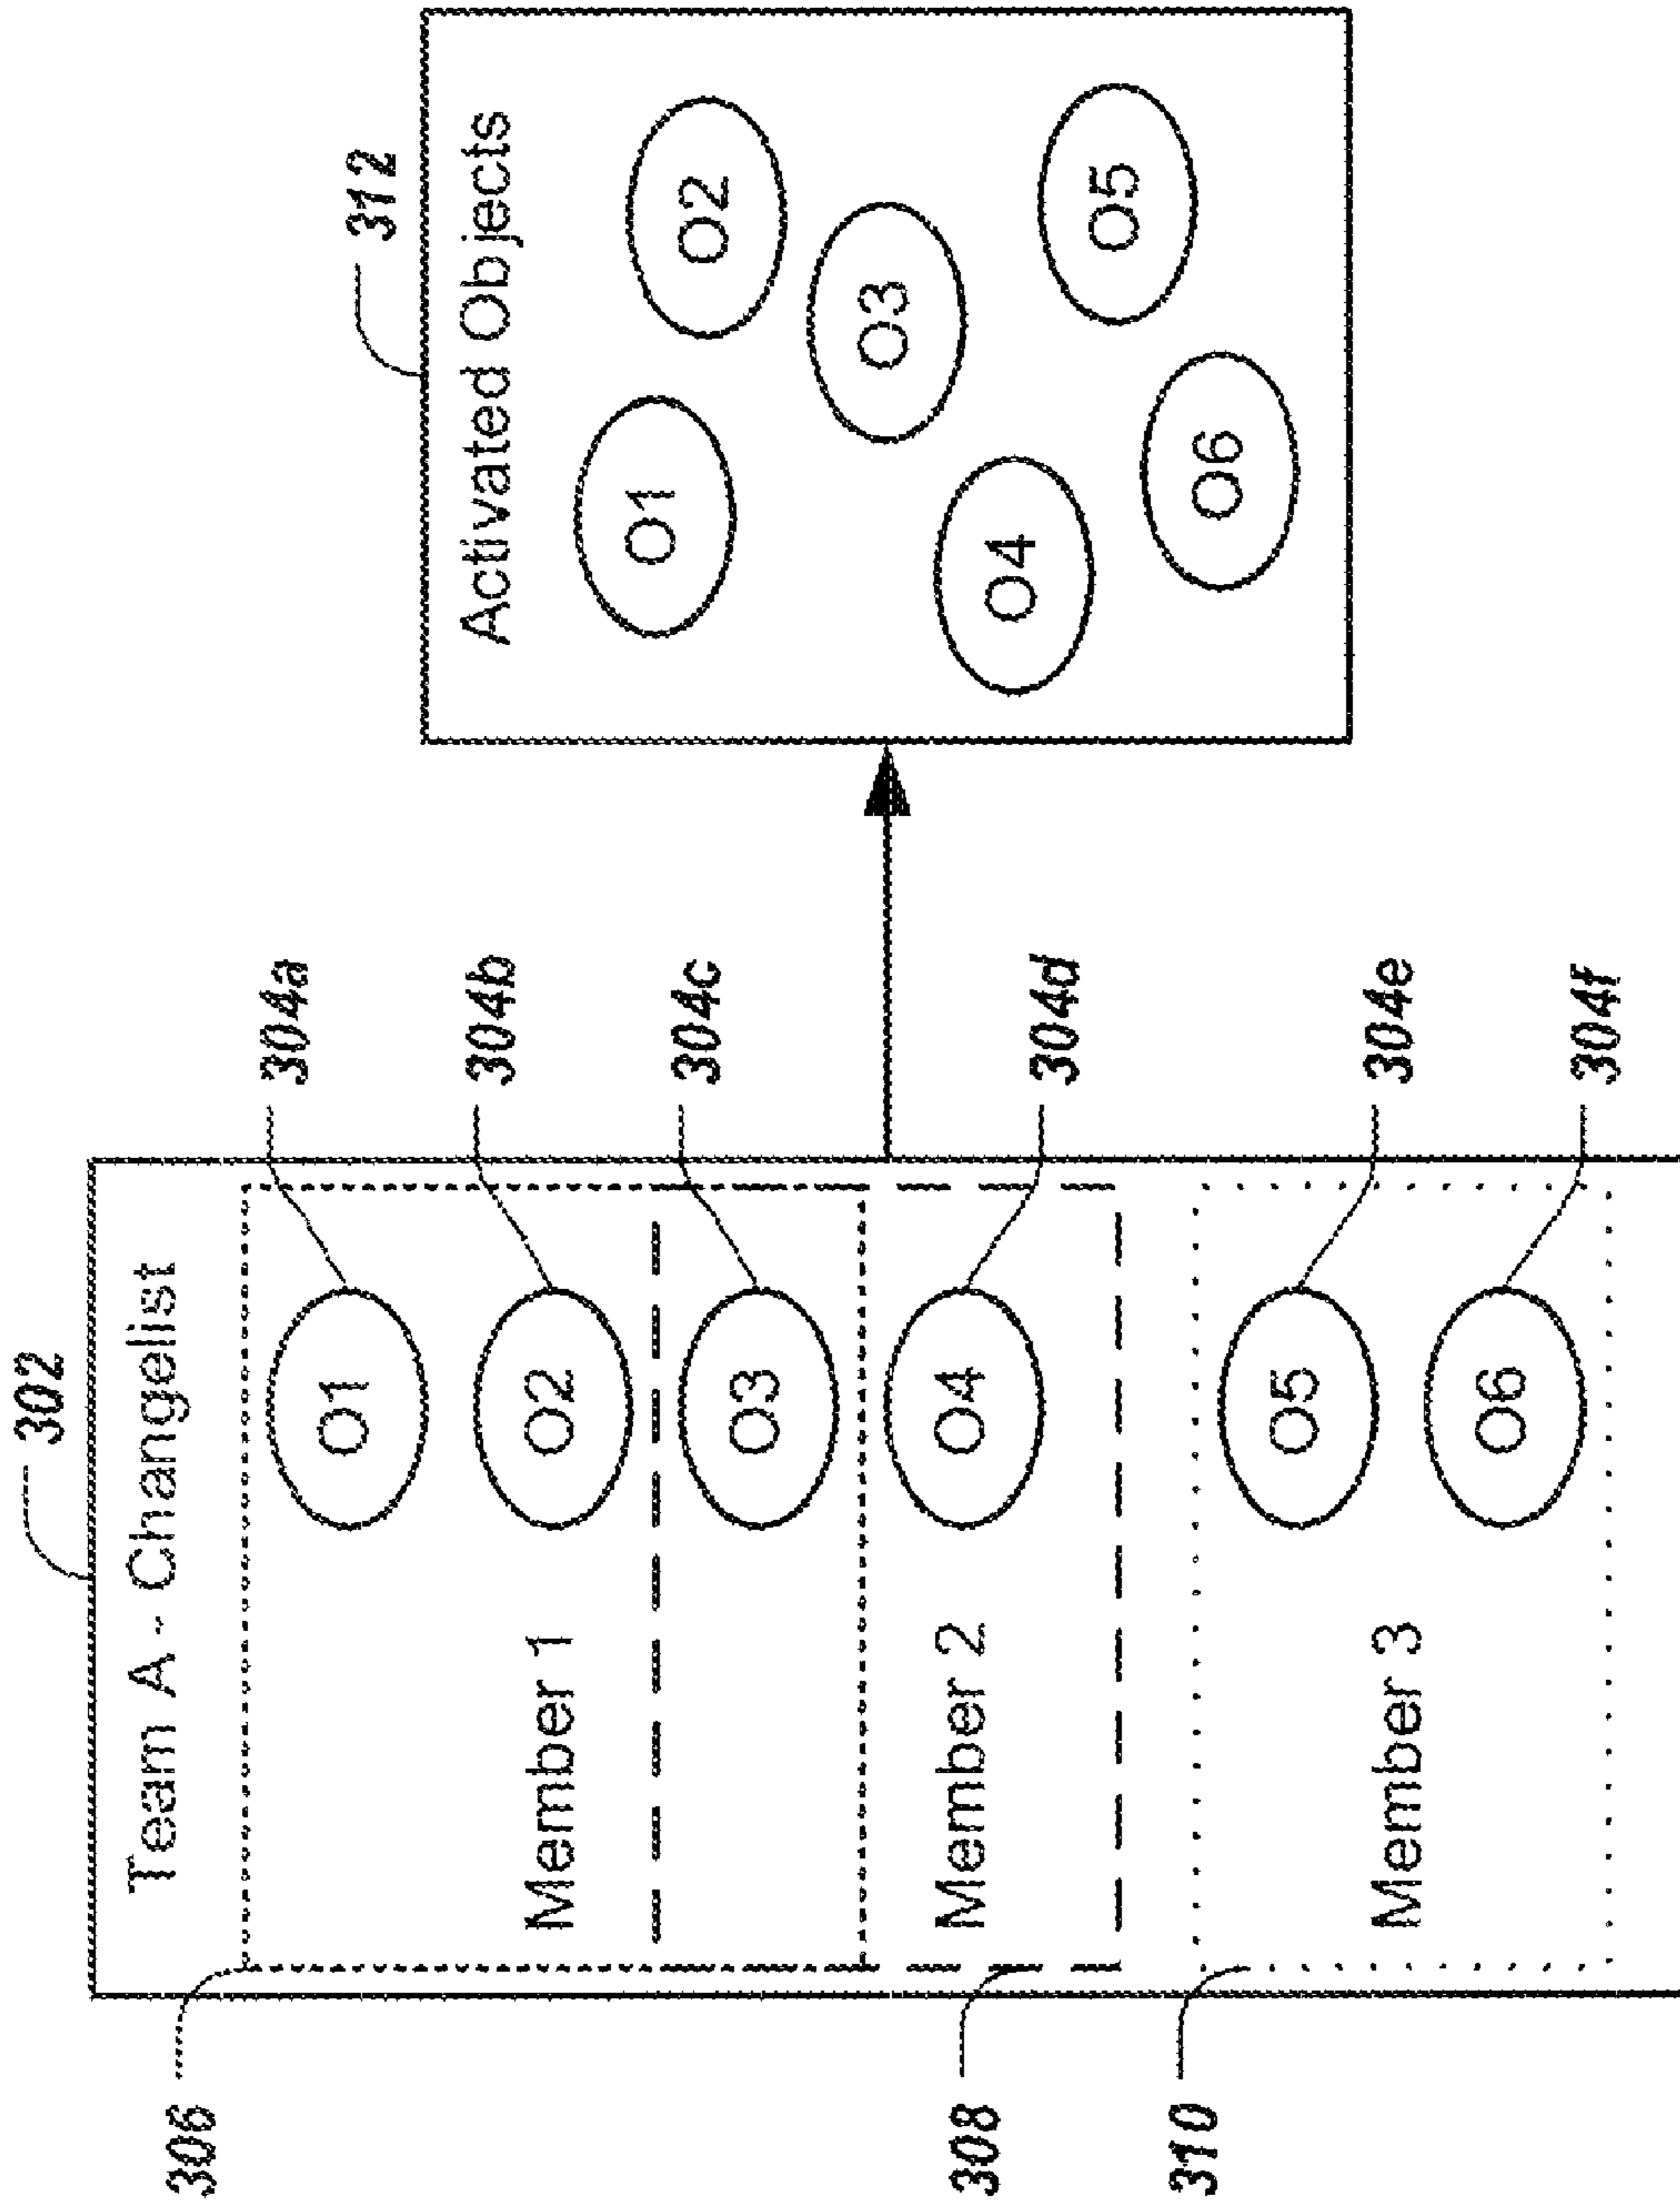 302
Team A - Changelist
306
Member 1
O1
304a
O2
304b
O3
304c
308
Member 2
O4
304d
310
Member 3
O5
304e
O6
304f
312
Activated Objects
O1
O2
O3
O4
O5
O6